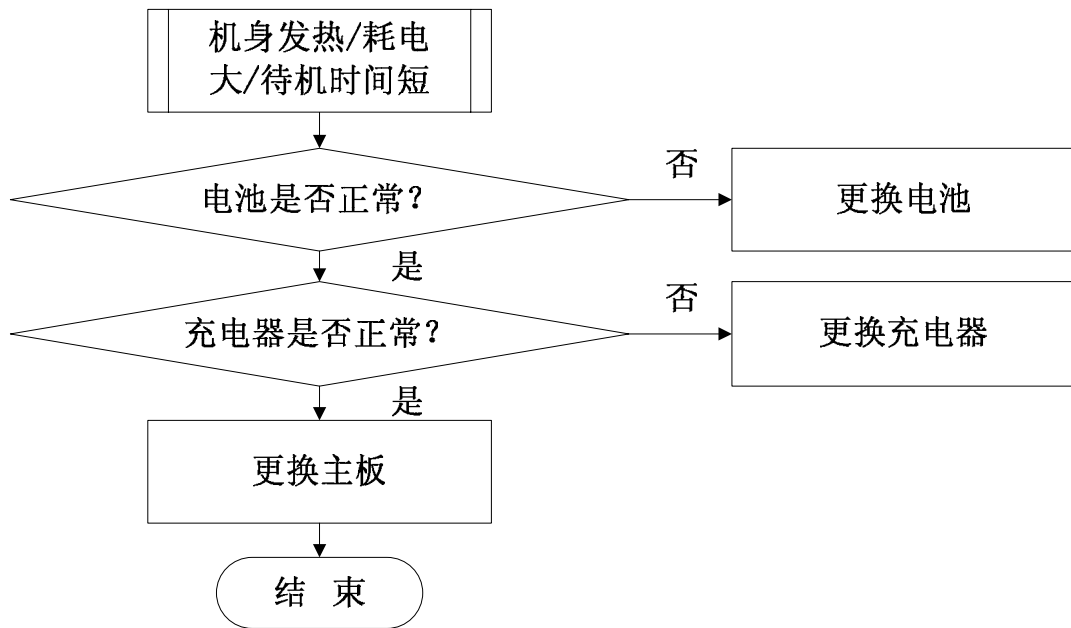 机身发热/耗电
大/待机时间短
电池是否正常?
否
更换电池
是
充电器是否正常?
否
更换充电器
是
更换主板
结 束